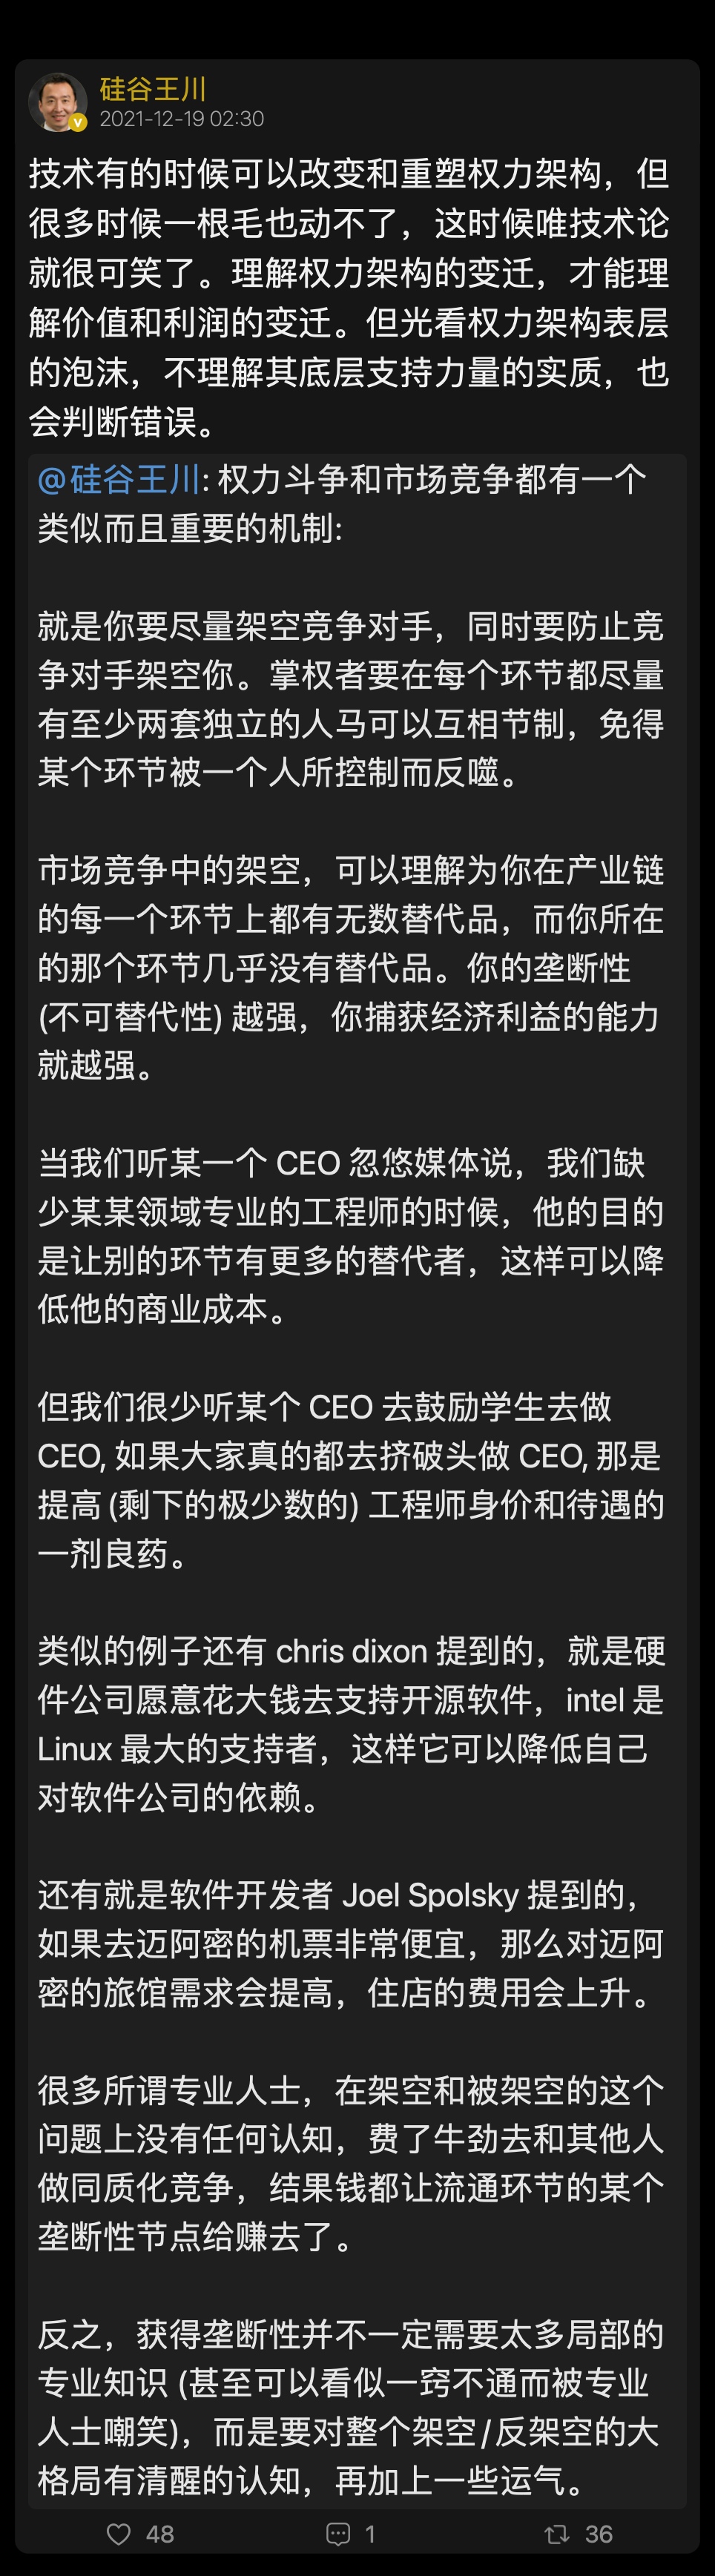 硅谷王川
2021-12-19 02:30
技术有的时候可以改变和重塑权力架构，但
很多时候一根毛也动不了，这时候唯技术论
就很可笑了。理解权力架构的变迁，才能理
解价值和利润的变迁。但光看权力架构表层
的泡沫，不理解其底层支持力量的实质，也
会判断错误。
@硅谷王川: 权力斗争和市场竞争都有一个
类似而且重要的机制:
就是你要尽量架空竞争对手，同时要防止竞
争对手架空你。掌权者要在每个环节都尽量
有至少两套独立的人马可以互相节制，免得
某个环节被一个人所控制而反噬。
市场竞争中的架空，可以理解为你在产业链
的每一个环节上都有无数替代品，而你所在
的那个环节几乎没有替代品。你的垄断性
(不可替代性) 越强，你捕获经济利益的能力
就越强。
当我们听某一个 CEO 忽悠媒体说，我们缺
少某某领域专业的工程师的时候，他的目的
是让别的环节有更多的替代者，这样可以降
低他的商业成本。
但我们很少听某个 CEO 去鼓励学生去做
CEO, 如果大家真的都去挤破头做 CEO, 那是
提高 (剩下的极少数的) 工程师身价和待遇的
一剂良药。
类似的例子还有 chris dixon 提到的，就是硬
件公司愿意花大钱去支持开源软件，intel 是
Linux 最大的支持者，这样它可以降低自己
对软件公司的依赖。
还有就是软件开发者 Joel Spolsky 提到的，
如果去迈阿密的机票非常便宜，那么对迈阿
密的旅馆需求会提高，住店的费用会上升。
很多所谓专业人士，在架空和被架空的这个
问题上没有任何认知，费了牛劲去和其他人
做同质化竞争，结果钱都让流通环节的某个
垄断性节点给赚去了。
反之，获得垄断性并不一定需要太多局部的
专业知识 (甚至可以看似一窍不通而被专业
人士嘲笑)，而是要对整个架空/反架空的大
格局有清醒的认知，再加上一些运气。
48
1
36